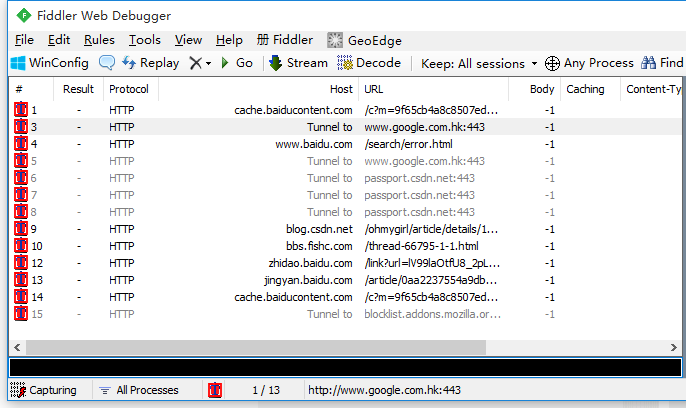 Fiddler Web Debugger
File Edit Rules Tools View Help 册 Fiddler GeoEdge
WinConfig Replay Go Stream Decode Keep: All sessions Any Process Find
# Result Protocol Host URL Body Caching Content-Ty
1 - HTTP cache.baiducontent.com /c?m=9f65cb4a8c8507ed... -1
3 - HTTP Tunnel to www.google.com.hk:443 -1
4 - HTTP www.baidu.com /search/error.html -1
5 - HTTP Tunnel to www.google.com.hk:443 -1
6 - HTTP Tunnel to passport.csdn.net:443 -1
7 - HTTP Tunnel to passport.csdn.net:443 -1
8 - HTTP Tunnel to passport.csdn.net:443 -1
9 - HTTP blog.csdn.net /ohmygirl/article/details/1... -1
10 - HTTP bbs.fishc.com /thread-66795-1-1.html -1
12 - HTTP zhidao.baidu.com /link?url=lV99laOtfU8_2pL... -1
13 - HTTP jingyan.baidu.com /article/0aa2237554a9db... -1
14 - HTTP cache.baiducontent.com /c?m=9f65cb4a8c8507ed... -1
15 - HTTP Tunnel to blocklist.addons.mozilla.or... -1
Capturing All Processes 1 / 13 http://www.google.com.hk:443